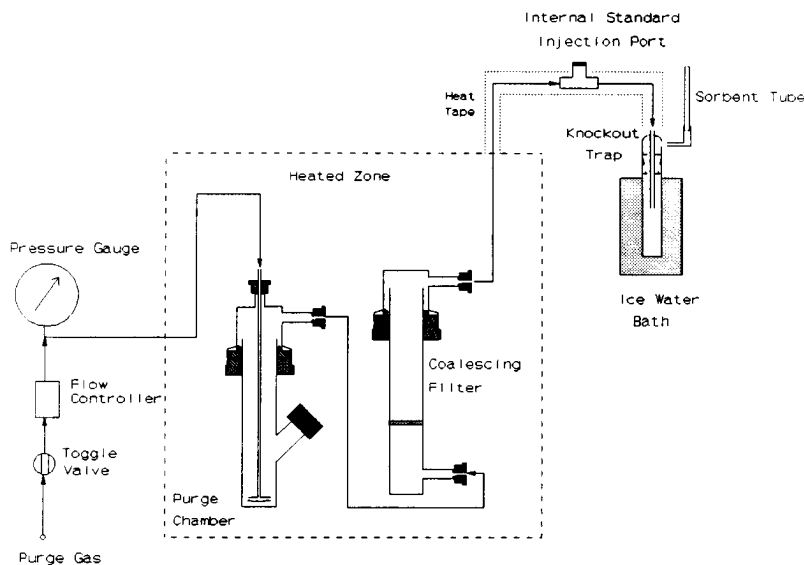 Internal Standard
Injection Port
Heat
Tape
Sorbent Tube
Knockout
Trap
Heated Zone
Pressure Gauge
Ice Water
Bath
Coalescing
Filter
Flow
Controller
Toggle
Valve
Purge
Chamber
Purge Gas